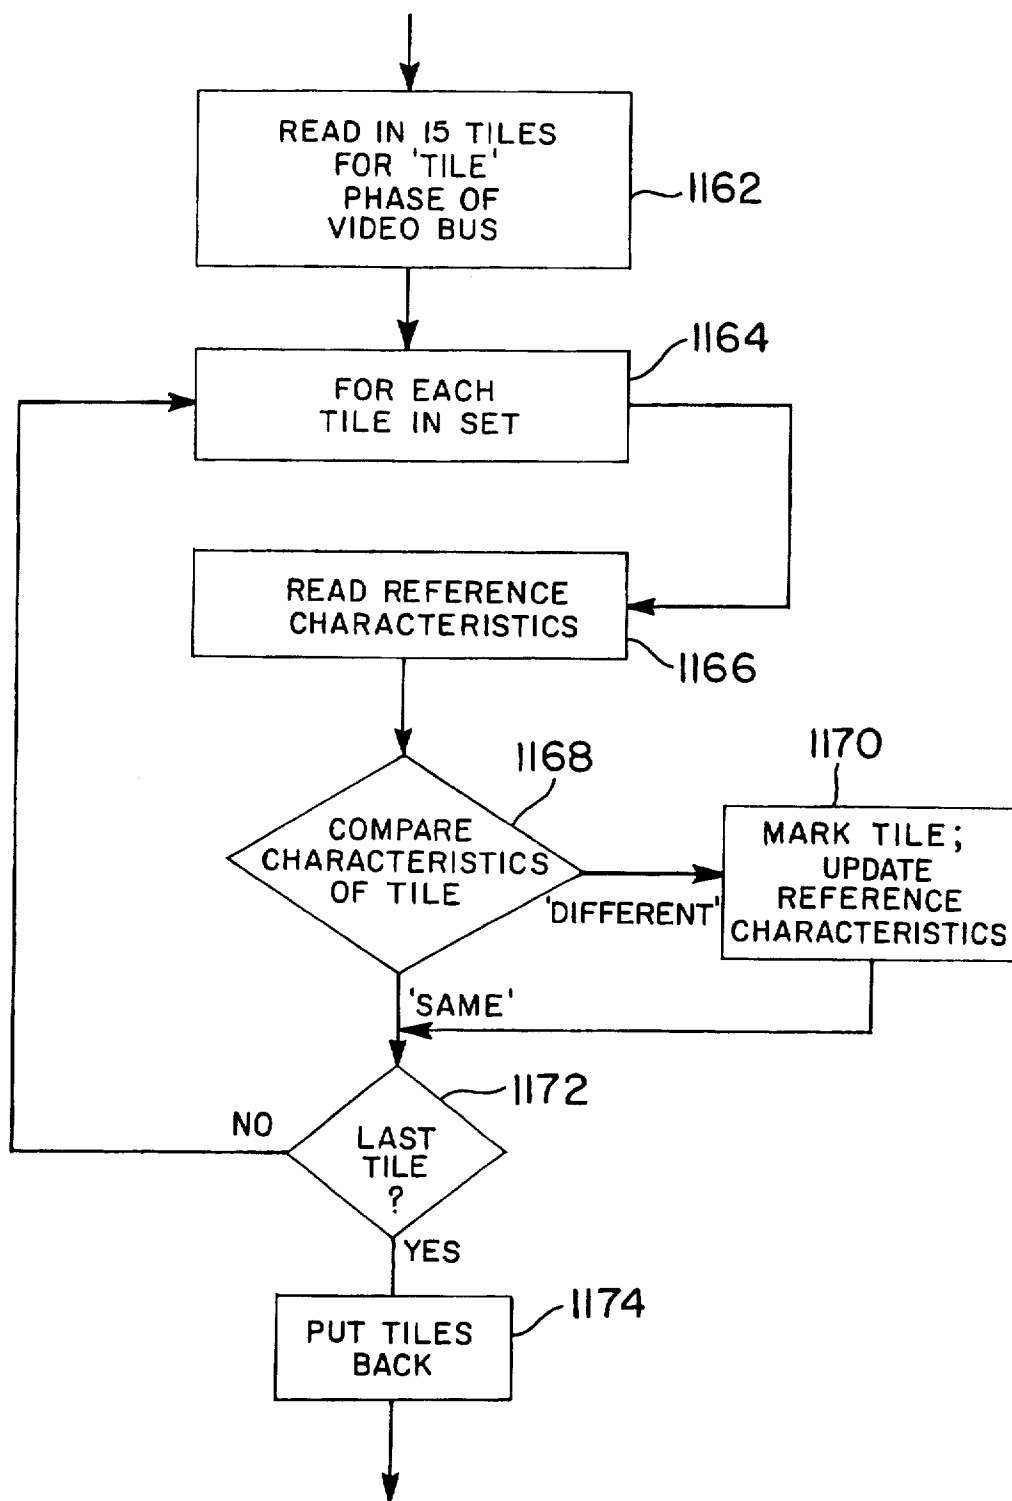 READ IN 15 TILES
FOR 'TILE'
PHASE OF
VIDEO BUS
1162
1164
FOR EACH
TILE IN SET
READ REFERENCE
CHARACTERISTICS
1166
1168
COMPARE
CHARACTERISTICS
OF TILE
'DIFFERENT'
1170
MARK TILE;
UPDATE
REFERENCE
CHARACTERISTICS
'SAME'
1172
LAST
TILE
?
NO
YES
1174
PUT TILES
BACK